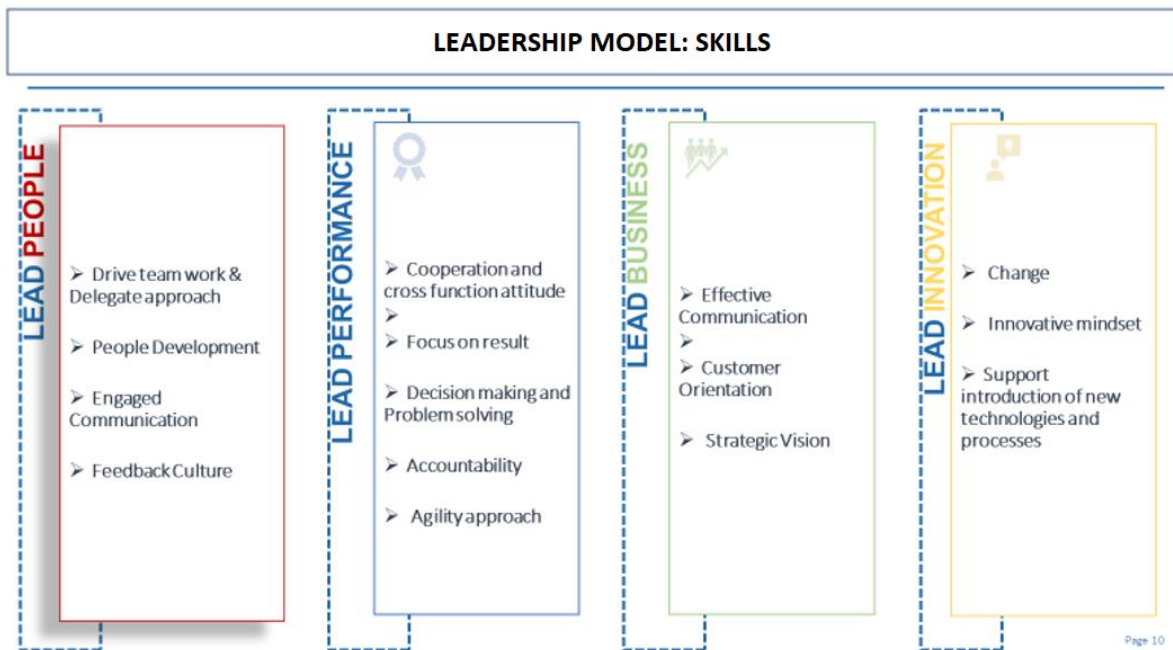 LEADERSHIP MODEL: SKILLS
LEAD PEOPLE
➢ Drive team work &
Delegate approach
➢ People Development
➢ Engaged
Communication
➢ Feedback Culture
LEAD PERFORMANCE
➢ Cooperation and
cross function attitude
➢
➢ Focus on result
➢ Decision making and
Problem solving
➢ Accountability
➢ Agility approach
LEAD BUSINESS
➢ Effective
Communication
➢
➢ Customer
Orientation
➢ Strategic Vision
LEAD INNOVATION
➢ Change
➢ Innovative mindset
➢ Support
introduction of new
technologies and
processes
Page 10